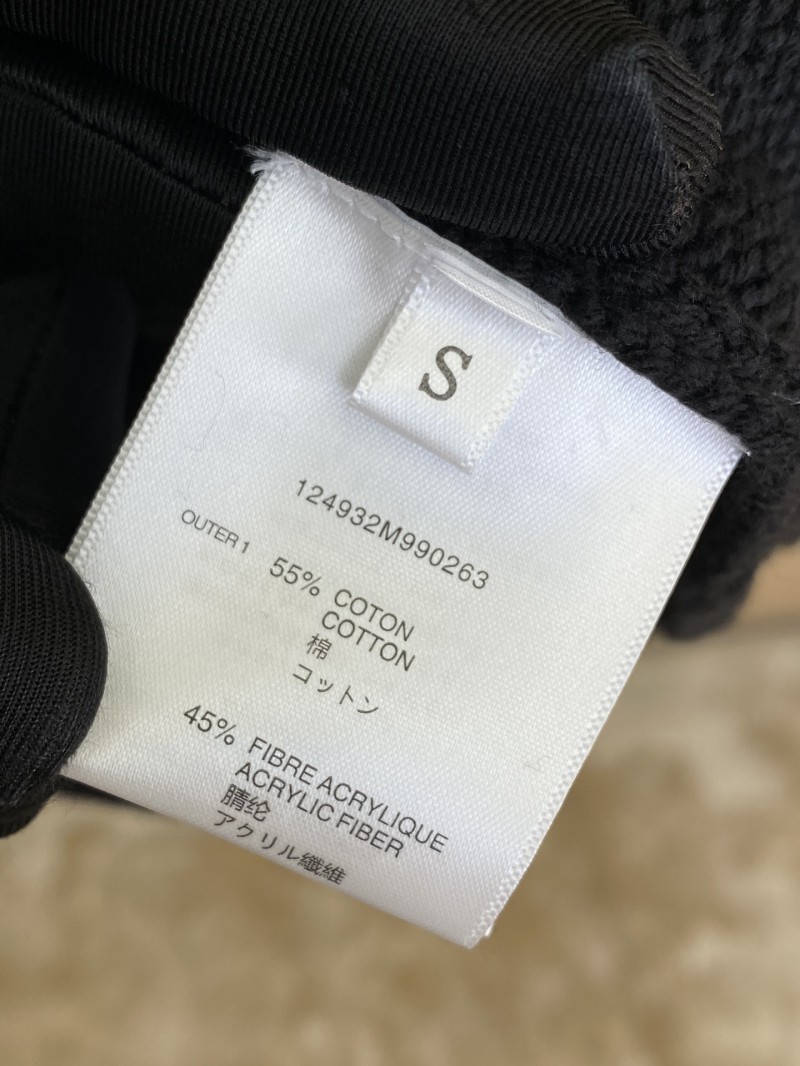 S
124932M990263
OUTER 1
55% COTON
COTTON
棉
コットン
45% FIBRE ACRYLIQUE
ACRYLIC FIBER
腈纶
アクリル繊維